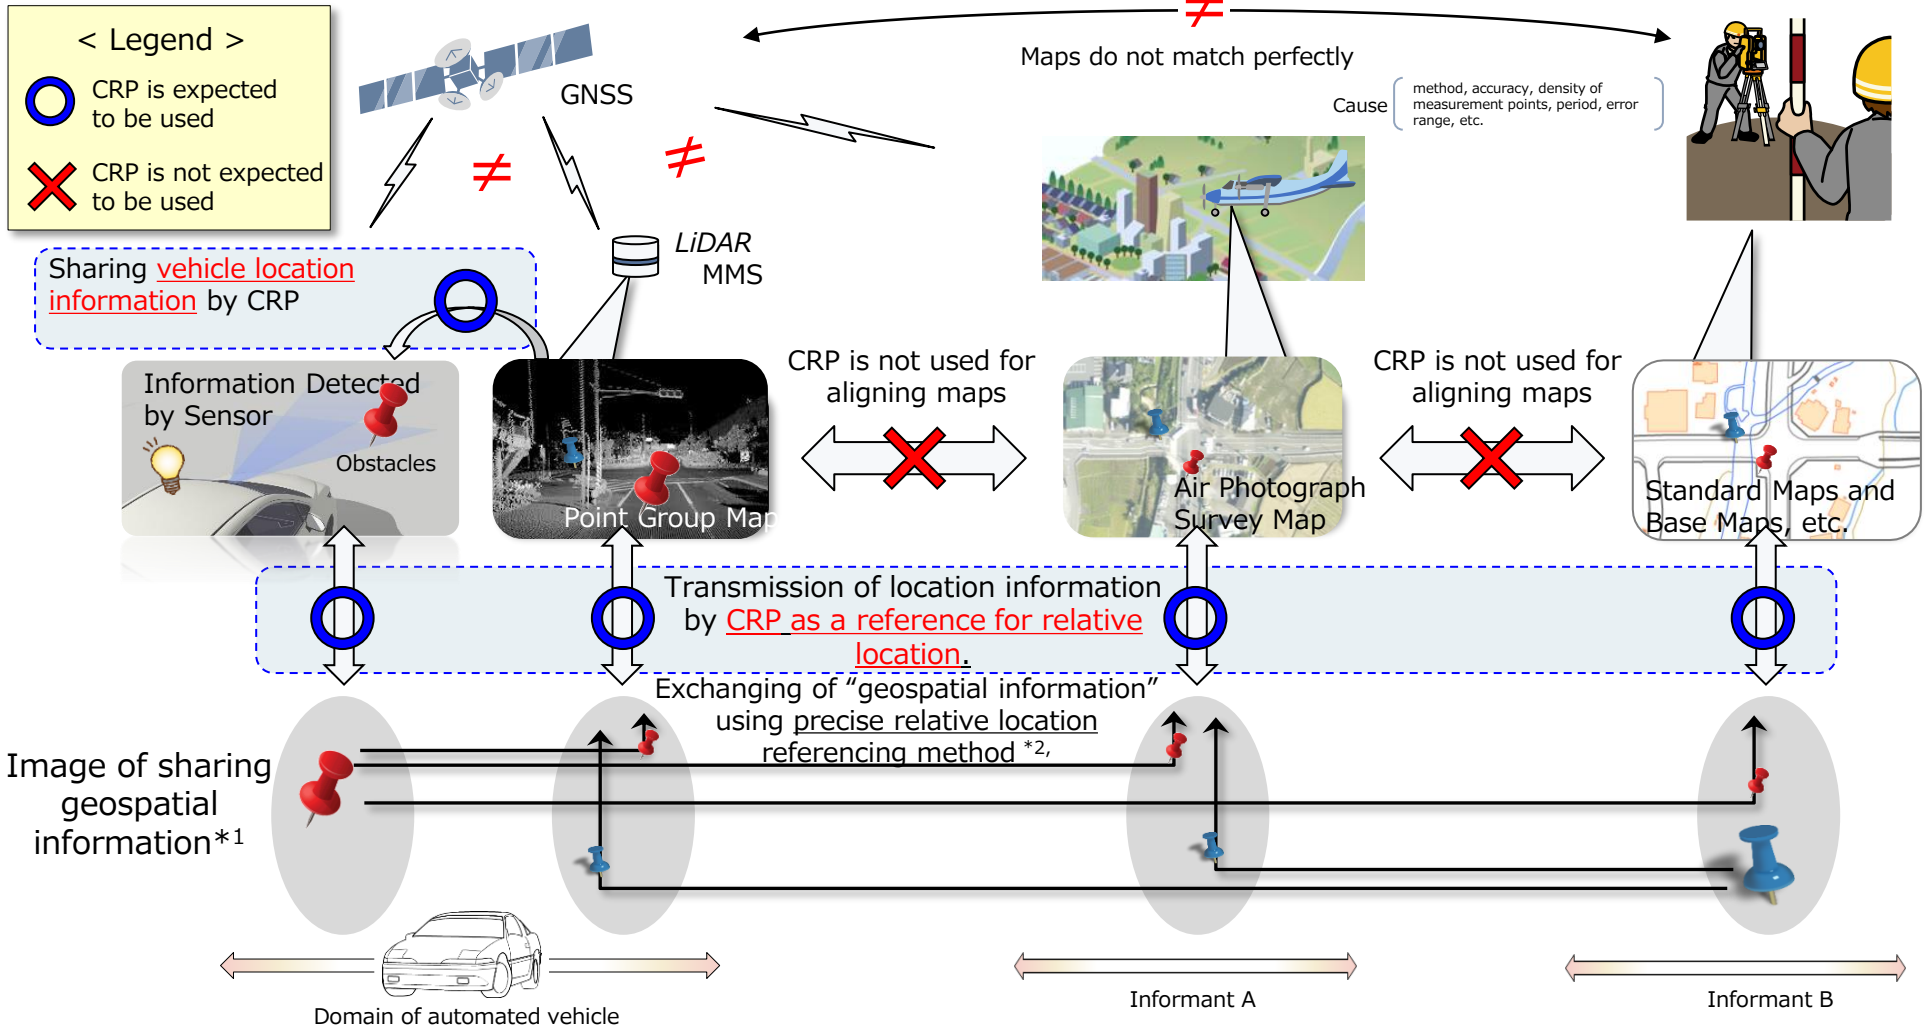 < Legend >
CRP is expected
to be used
CRP is not expected
to be used
GNSS
≠
Maps do not match perfectly
Cause
method, accuracy, density of
measurement points, period, error
range, etc.
≠
≠
LiDAR
MMS
Sharing vehicle location
information by CRP
Information Detected
by Sensor
Obstacles
Point Group Map
CRP is not used for
aligning maps
Air Photograph
Survey Map
CRP is not used for
aligning maps
Standard Maps and
Base Maps, etc.
Transmission of location information
by CRP as a reference for relative
location.
Exchanging of “geospatial information”
using precise relative location
referencing method *2,
Image of sharing
geospatial
information*1
Domain of automated vehicle
Informant A
Informant B